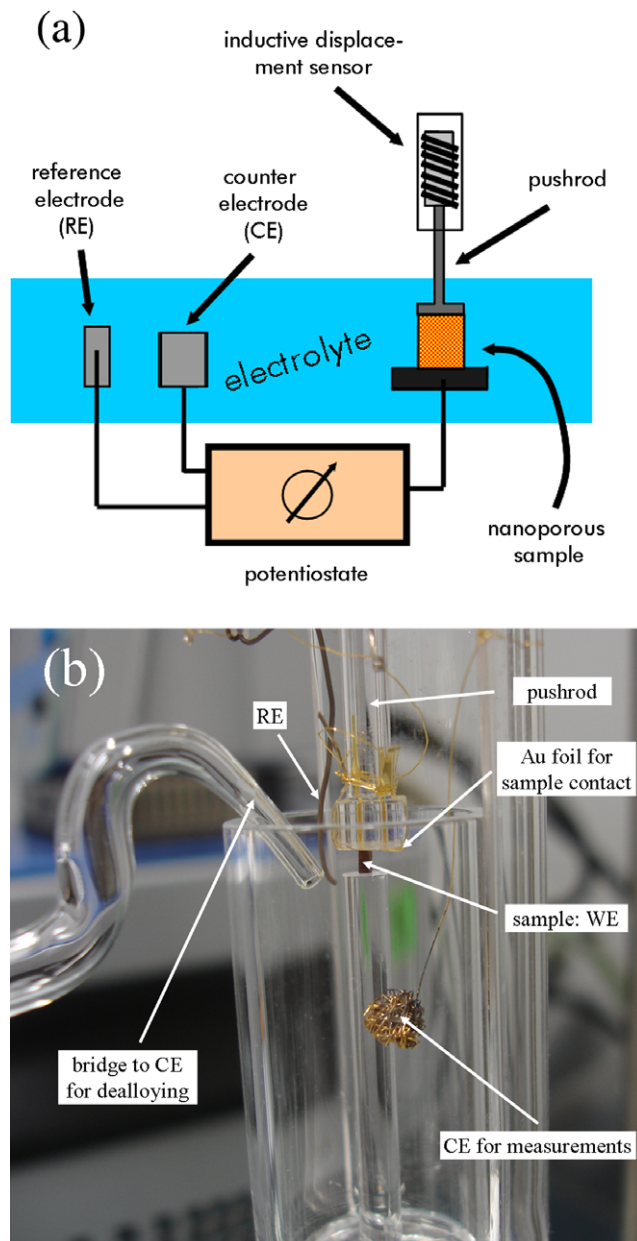 (a)
inductive displace-
ment sensor
reference
electrode
(RE)
counter
electrode
(CE)
pushrod
electrolyte
nanoporous
sample
potentiostate
(b)
pushrod
RE
Au foil for
sample contact
sample: WE
bridge to CE
for dealloying
CE for measurements